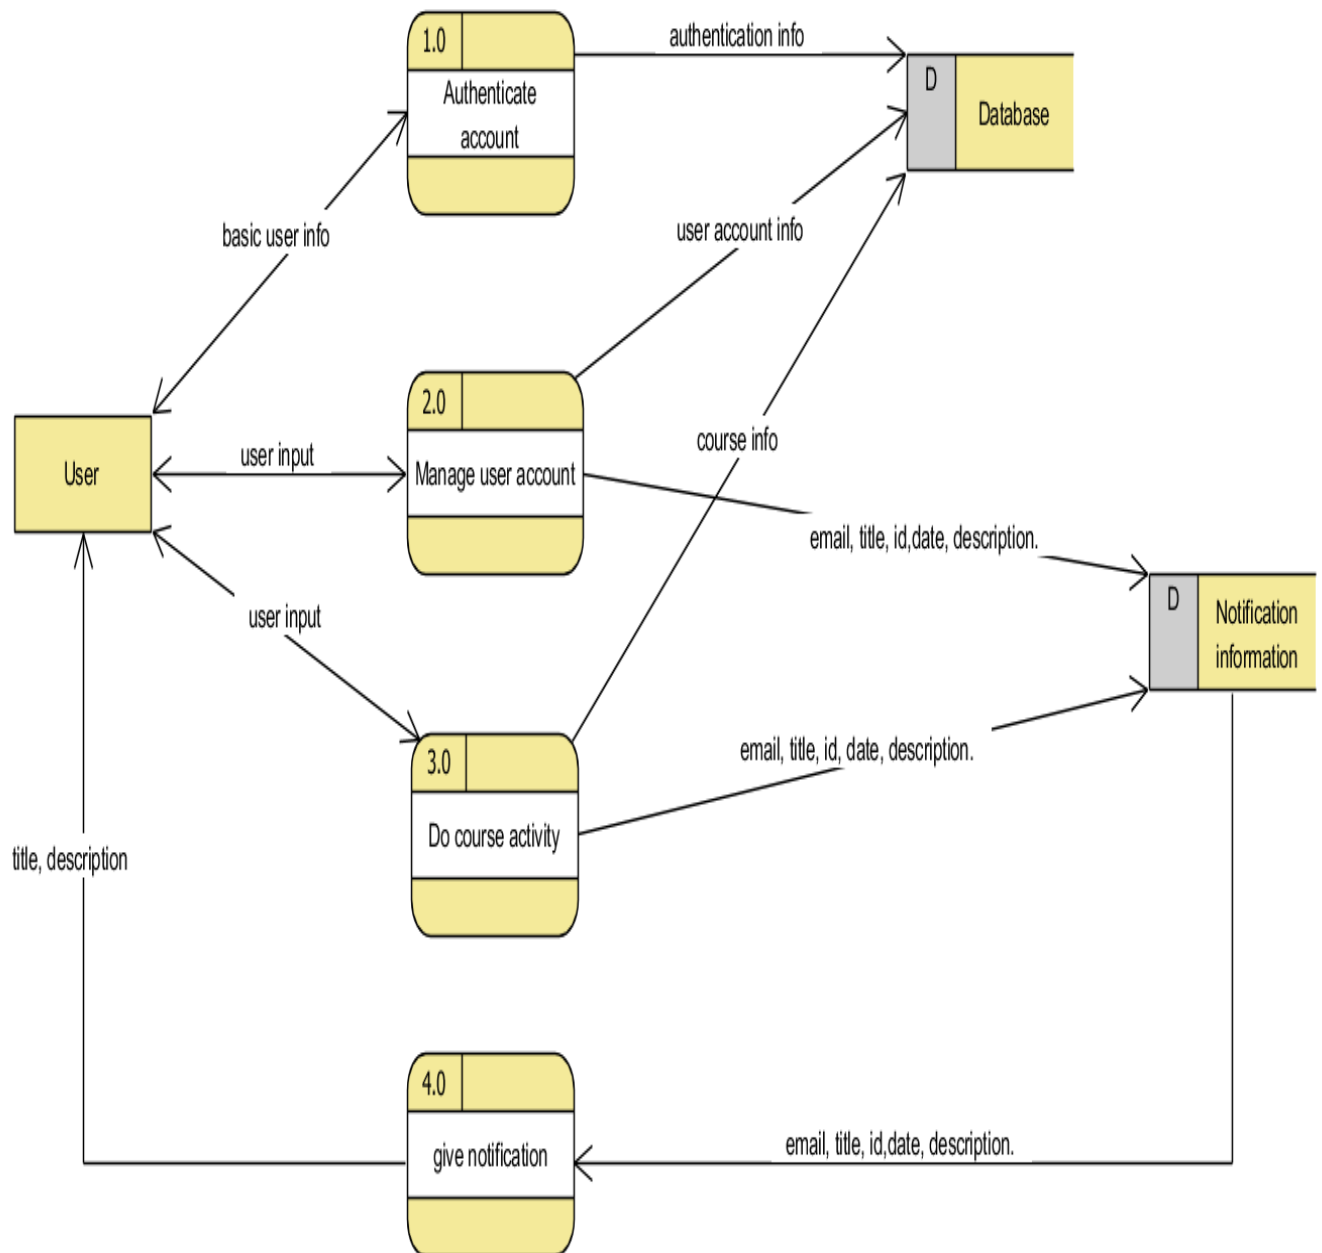 1.0
Authenticate
account
authentication info
D
Database
basic user info
user account info
2.0
Manage user account
User
user input
course info
email, title, id,date, description.
D
Notification
information
user input
3.0
Do course activity
email, title, id, date, description.
title, description
4.0
give notification
email, title, id,date, description.